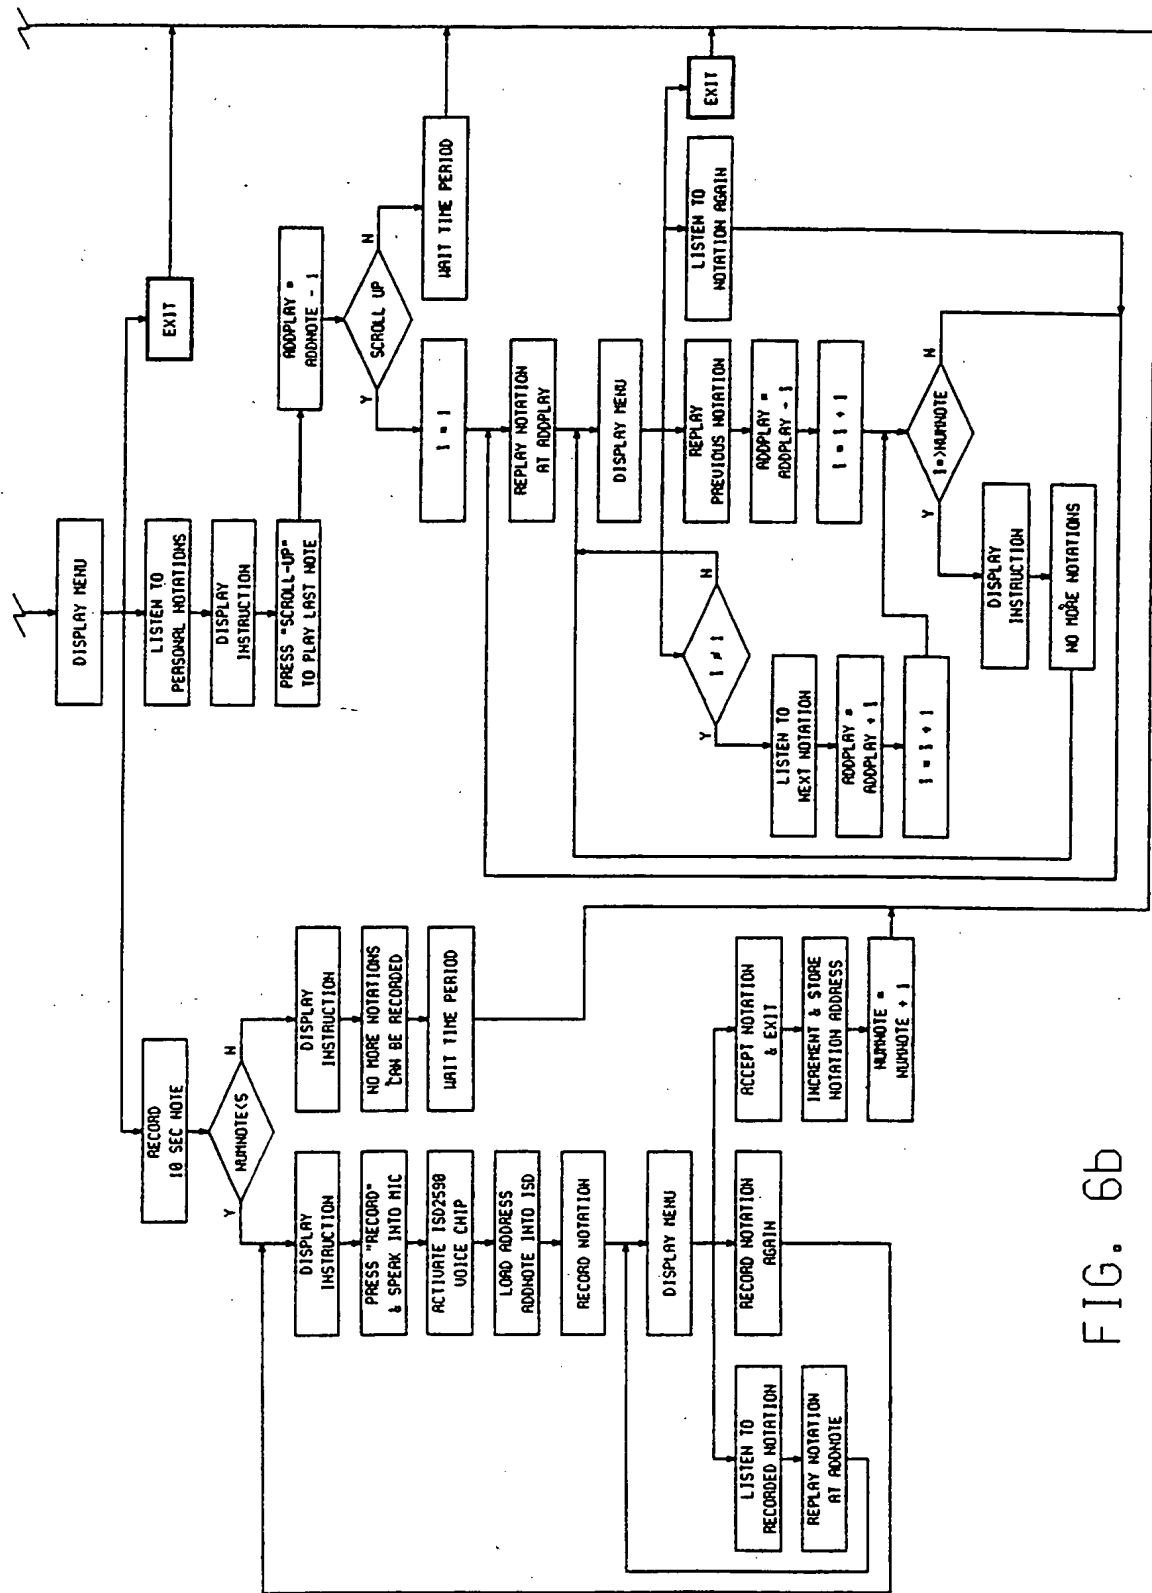 DISPLAY MENU
RECORD
10 SEC NOTE
LISTEN TO
PERSONAL NOTATIONS
EXIT
NUMNOTE<5
Y
N
DISPLAY
INSTRUCTION
PRESS "SCROLL-UP"
TO PLAY LAST NOTE
ADDPLAY =
ADDNOTE - 1
DISPLAY
INSTRUCTION
PRESS "RECORD"
& SPEAK INTO MIC
ACTIVATE ISD2590
VOICE CHIP
LOAD ADDRESS
ADDNOTE INTO ISD
RECORD NOTATION
DISPLAY MENU
LISTEN TO
RECORDED NOTATION
REPLAY NOTATION
AT ADDNOTE
RECORD NOTATION
AGAIN
ACCEPT NOTATION
& EXIT
INCREMENT & STORE
NOTATION ADDRESS
NUMNOTE =
NUMNOTE + 1
DISPLAY
INSTRUCTION
NO MORE NOTATIONS
CAN BE RECORDED
WAIT TIME PERIOD
SCROLL UP
Y
N
WAIT TIME PERIOD
I = 1
REPLAY NOTATION
AT ADDPLAY
DISPLAY MENU
I ≠ 1
Y
N
LISTEN TO
NEXT NOTATION
ADDPLAY =
ADDPLAY + 1
I = I + 1
REPLAY
PREVIOUS NOTATION
ADDPLAY =
ADDPLAY - 1
I = I + 1
LISTEN TO
NOTATION AGAIN
EXIT
I=>NUMNOTE
Y
N
DISPLAY
INSTRUCTION
NO MORE NOTATIONS
FIG. 6b